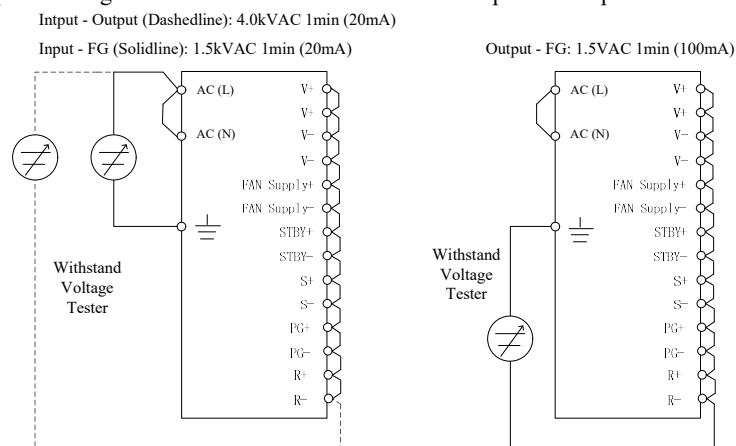 Intput - Output (Dashedline): 4.0kVAC 1min (20mA)
Input - FG (Solidline): 1.5kVAC 1min (20mA)
AC (L)
AC (N)
V+
V+
V-
V-
FAN Supply+
FAN Supply-
STBY+
STBY-
S+
S-
PG+
PG-
R+
R-
Withstand
Voltage
Tester
Output - FG: 1.5VAC 1min (100mA)
AC (L)
AC (N)
V+
V+
V-
V-
FAN Supply+
FAN Supply-
STBY+
STBY-
S+
S-
PG+
PG-
R+
R-
Withstand
Voltage
Tester